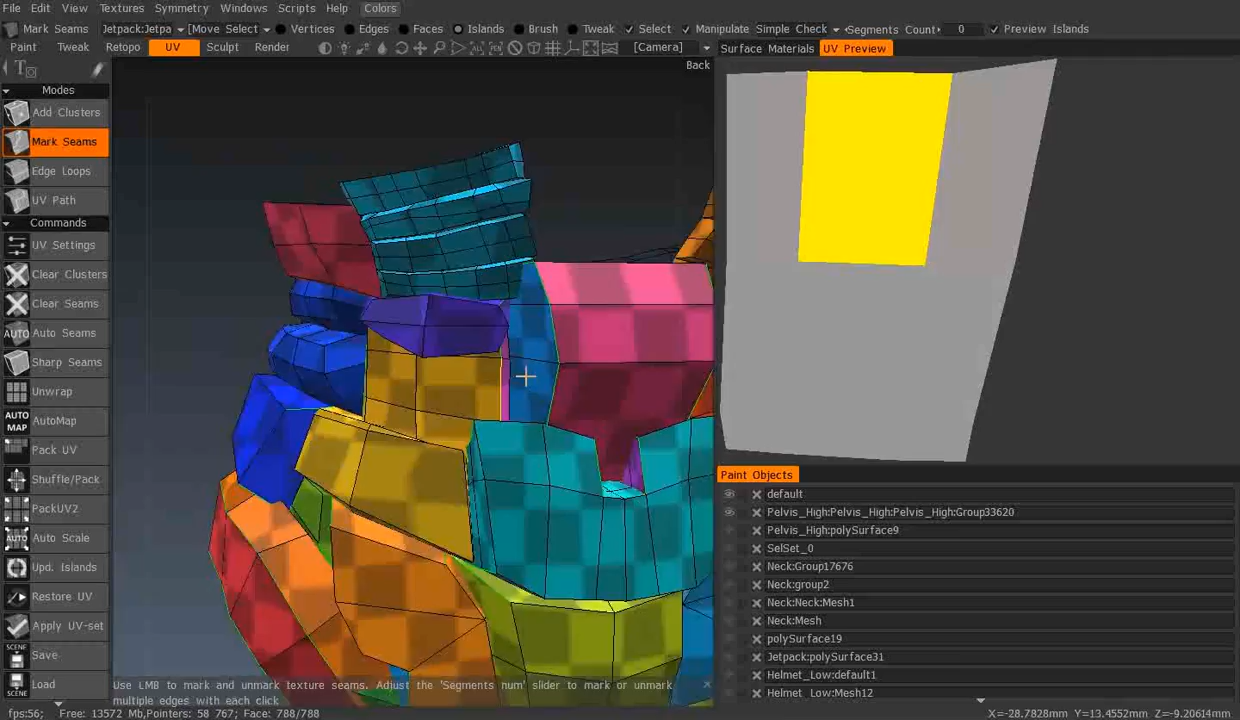 File Edit View Textures Symmetry Windows Scripts Help Colors
Mark Seams Jetpack:Jetpa [Move Select Vertices Edges Faces Islands Brush Tweak Select Manipulate Simple Check Segments Count 0 Preview Islands
Paint Tweak Retopo UV Sculpt Render [Camera] Surface Materials UV Preview
Back
Modes
Add Clusters
Mark Seams
Edge Loops
UV Path
Commands
UV Settings
Clear Clusters
Clear Seams
AUTO Auto Seams
Sharp Seams
Unwrap
AUTO MAP AutoMap
Pack UV
Shuffle/Pack
PackUV2
AUTO Auto Scale
Upd. Islands
Restore UV
Apply UV-set
SCENE Save
Load
SCENE
Paint Objects
default
Pelvis_High:Pelvis_High:Pelvis_High:Group33620
Pelvis_High:polySurface9
SelSet_0
Neck:Group17676
Neck:group2
Neck:Neck:Mesh1
Neck:Mesh
polySurface19
Jetpack:polySurface31
Helmet_Low:default1
Helmet_Low:Mesh12
Use LMB to mark and unmark texture seams. Adjust the 'Segments num' slider to mark or unmark
multiple edges with each click
fps:56; Free: 13572 Mb,Pointers: 58 767; Face: 788/788 X=-28.7828mm Y=13.4552mm Z=-9.20614mm